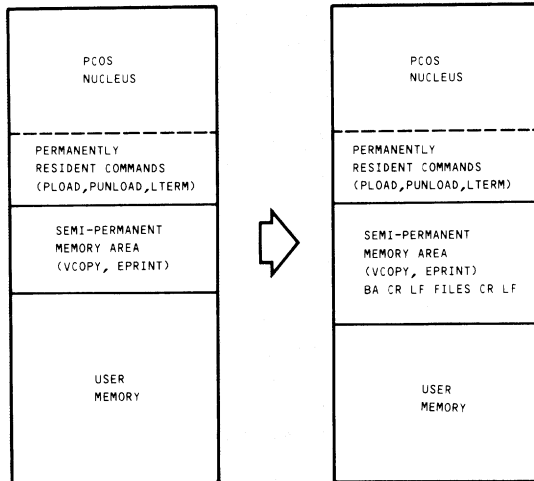 PCOS
NUCLEUS
PERMANENTLY
RESIDENT COMMANDS
(PLOAD,PUNLOAD,LTERM)
SEMI-PERMANENT
MEMORY AREA
(VCOPY, EPRINT)
USER
MEMORY
PCOS
NUCLEUS
PERMANENTLY
RESIDENT COMMANDS
(PLOAD,PUNLOAD,LTERM)
SEMI-PERMANENT
MEMORY AREA
(VCOPY, EPRINT)
BA CR LF FILES CR LF
USER
MEMORY